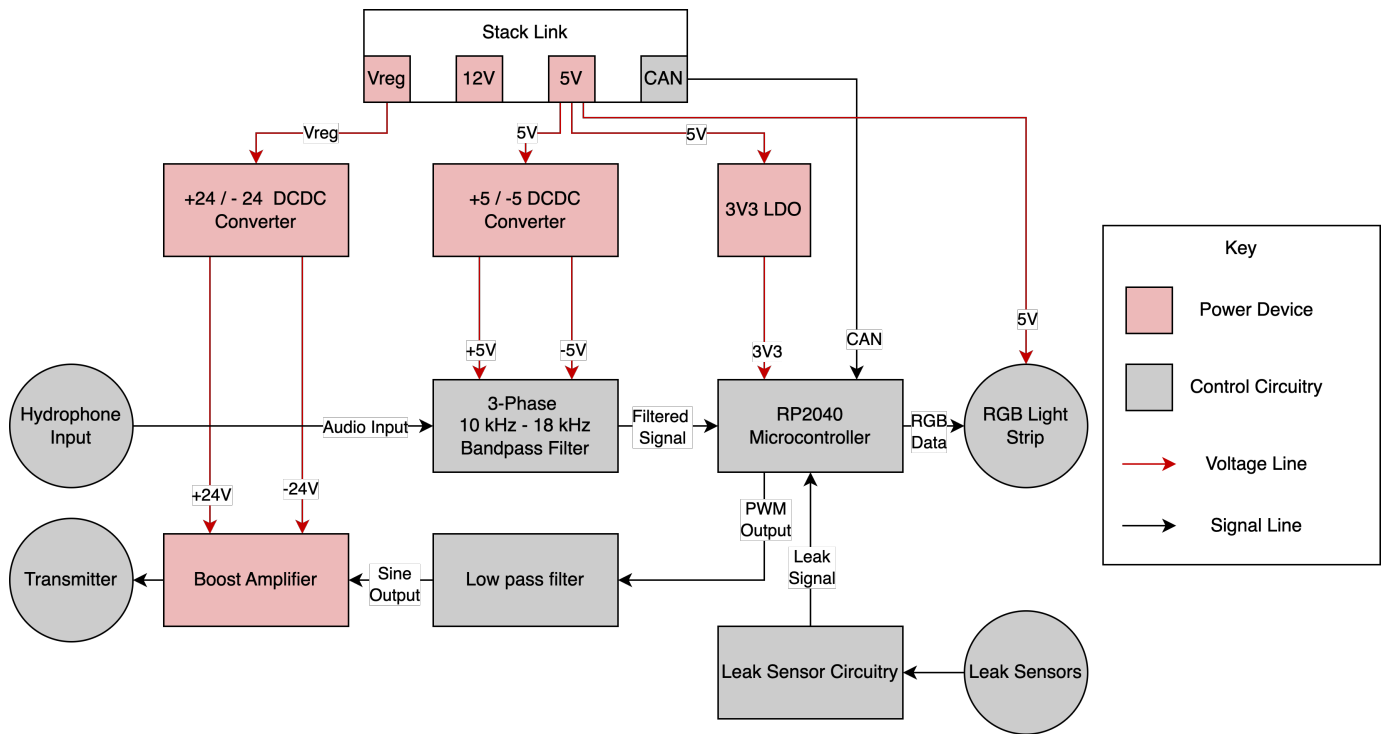 Stack Link
Vreg
12V
5V
CAN
Vreg
5V
5V
+24 / - 24  DCDC
Converter
+5 / -5 DCDC
Converter
3V3 LDO
Key
Power Device
Control Circuitry
Voltage Line
Signal Line
+5V
-5V
3V3
CAN
5V
Hydrophone
Input
Audio Input
3-Phase
10 kHz - 18 kHz
Bandpass Filter
Filtered
Signal
RP2040
Microcontroller
RGB
Data
RGB Light
Strip
+24V
-24V
PWM
Output
Transmitter
Boost Amplifier
Sine
Output
Low pass filter
Leak
Signal
Leak Sensor Circuitry
Leak Sensors